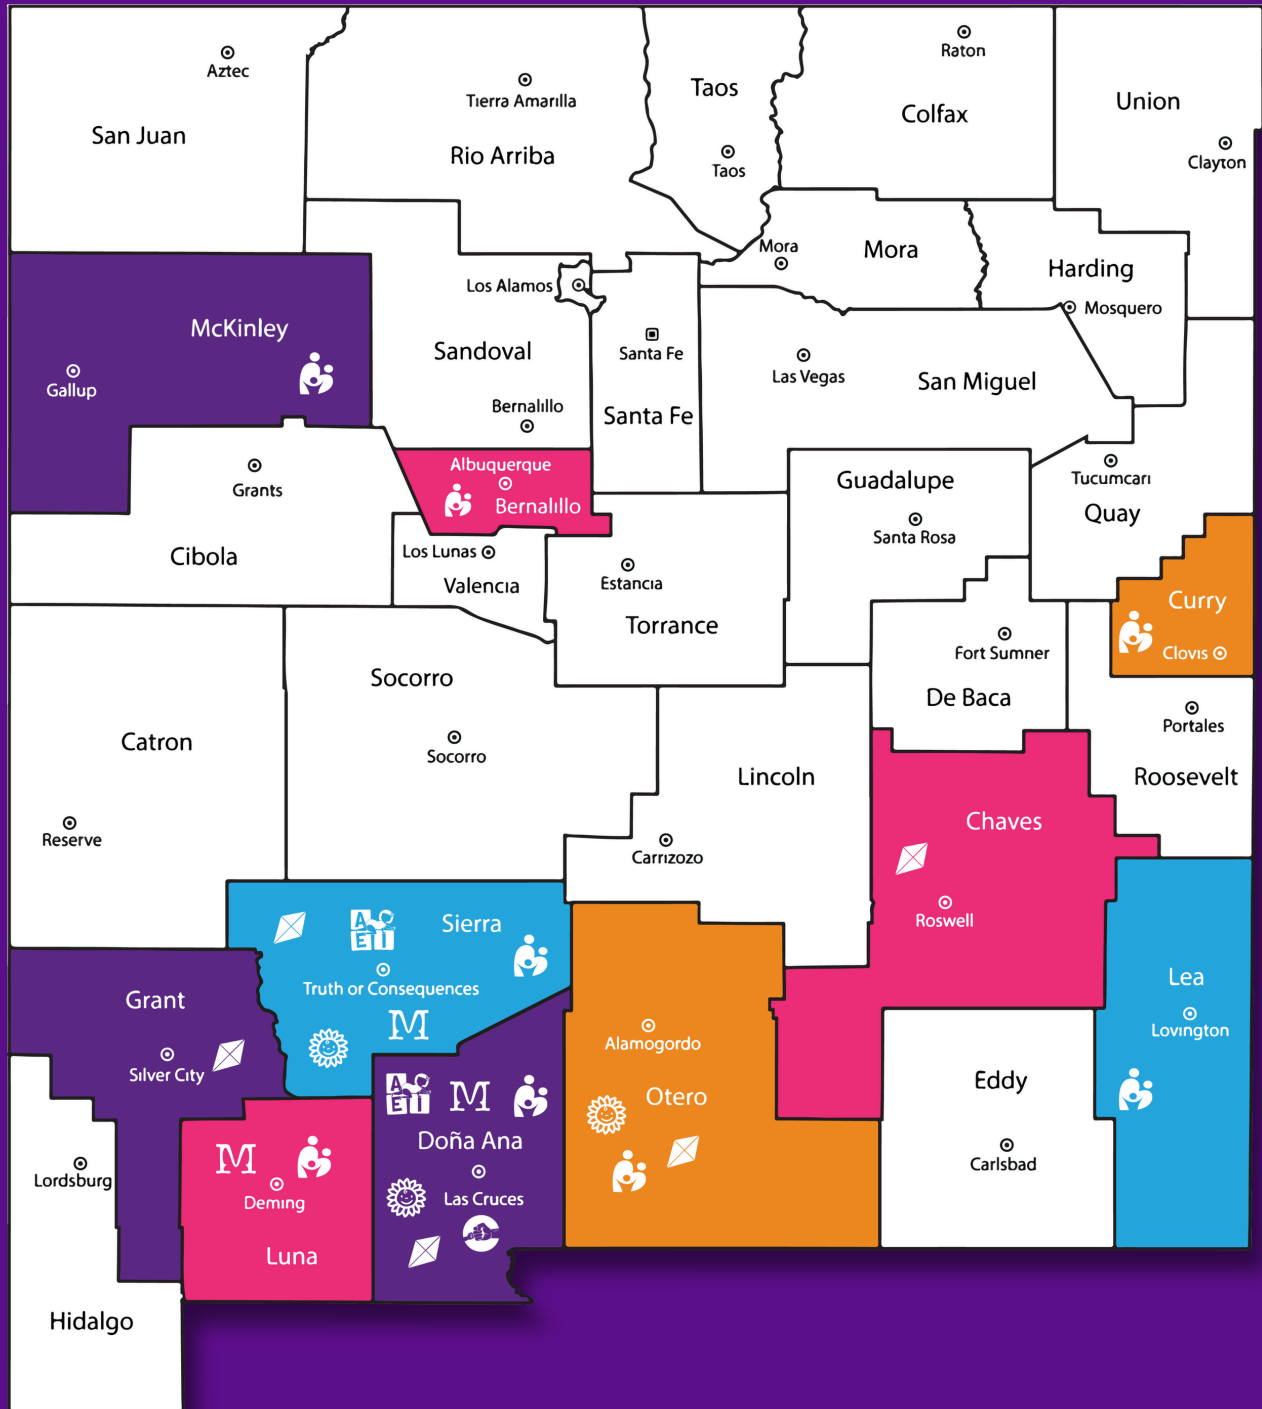 Aztec
San Juan
Tierra Amarilla
Rio Arriba
Taos
Taos
Raton
Colfax
Union
Clayton
Mora
Mora
Harding
Mosquero
Los Alamos
McKinley
Gallup
Sandoval
Bernalillo
Santa Fe
Santa Fe
Las Vegas
San Miguel
Albuquerque
Bernalillo
Grants
Cibola
Los Lunas
Valencia
Estancia
Torrance
Guadalupe
Santa Rosa
Tucumcari
Quay
Curry
Clovis
Fort Sumner
De Baca
Portales
Roosevelt
Socorro
Socorro
Catron
Reserve
Lincoln
Carrizozo
Chaves
Roswell
A
E I
Sierra
Truth or Consequences
M
Lea
Lovington
Grant
Silver City
Alamogordo
Otero
Eddy
Carlsbad
A
E I
M
Doña Ana
Las Cruces
M
Deming
Luna
Lordsburg
Hidalgo